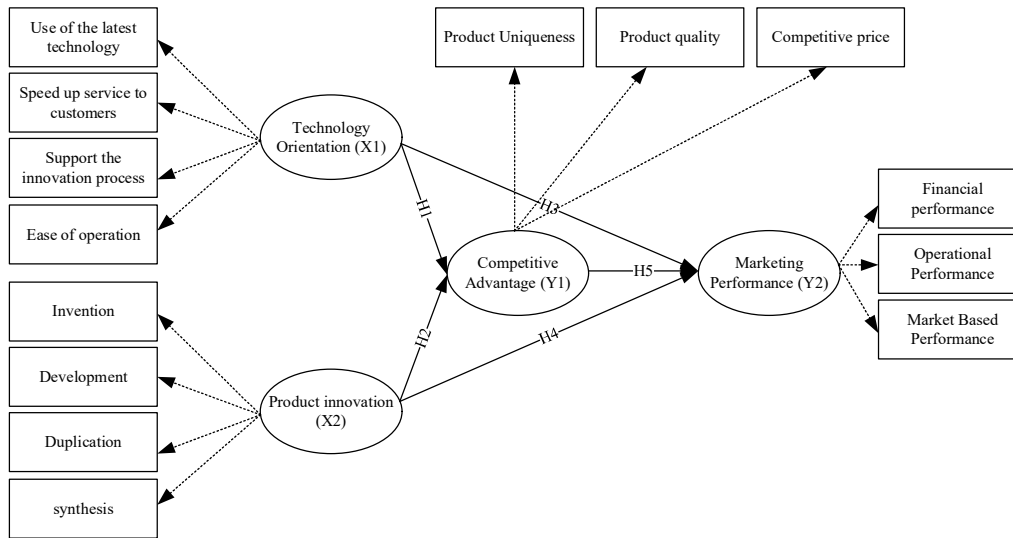 Use of the latest
technology
Speed up service to
customers
Support the
innovation process
Ease of operation
Invention
Development
Duplication
synthesis
Technology
Orientation (X1)
Product innovation
(X2)
Product Uniqueness
Product quality
Competitive price
H1
H2
H3
H4
H5
Competitive
Advantage (Y1)
Marketing
Performance (Y2)
Financial
performance
Operational
Performance
Market Based
Performance